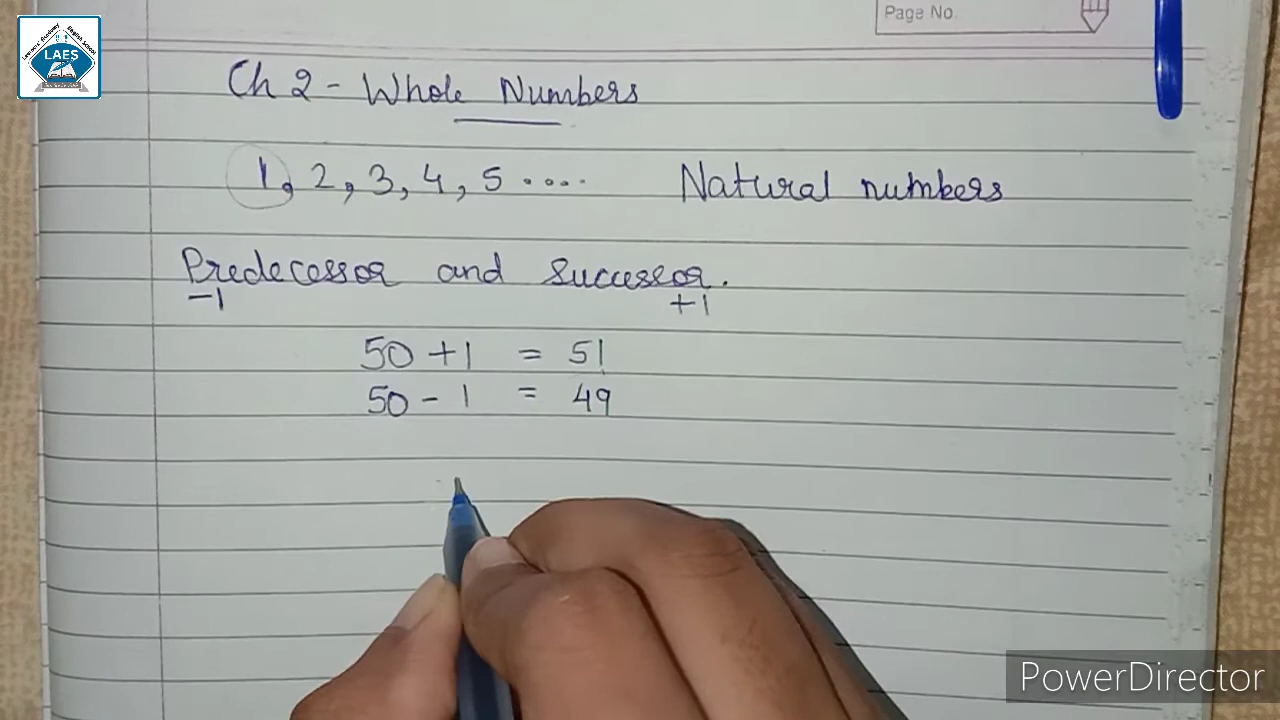 Page No.
LAES
Ch 2 - Whole Numbers
1, 2, 3, 4, 5 .... Natural numbers
Predecessor and Successor.
-1 +1
50 + 1 = 51
50 - 1 = 49
PowerDirector